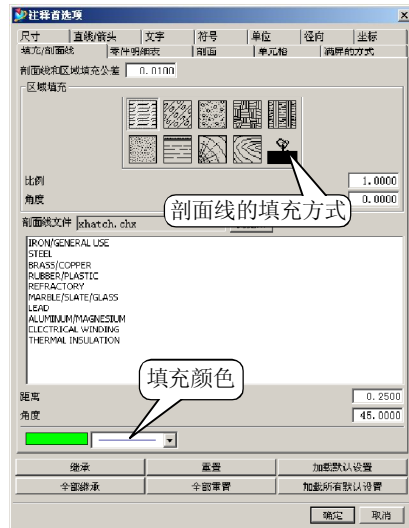 注释首选项
尺寸 直线/箭头 文字 符号 单位 径向 坐标
填充/剖面线 零件明细表 剖面 单元格 满屏的方式
剖面线和区域填充公差 0.0100
区域填充
比例 1.0000
角度 0.0000
剖面线的填充方式
剖面线文件 xhatch.chx
IRON/GENERAL USE
STEEL
BRASS/COPPER
RUBBER/PLASTIC
REFRACTORY
MARBLE/SLATE/GLASS
LEAD
ALUMINUM/MAGNESIUM
ELECTRICAL WINDING
THERMAL INSULATION
填充颜色
距离 0.2500
角度 45.0000
继承 重置 加载默认设置
全部继承 全部重置 加载所有默认设置
确定 取消